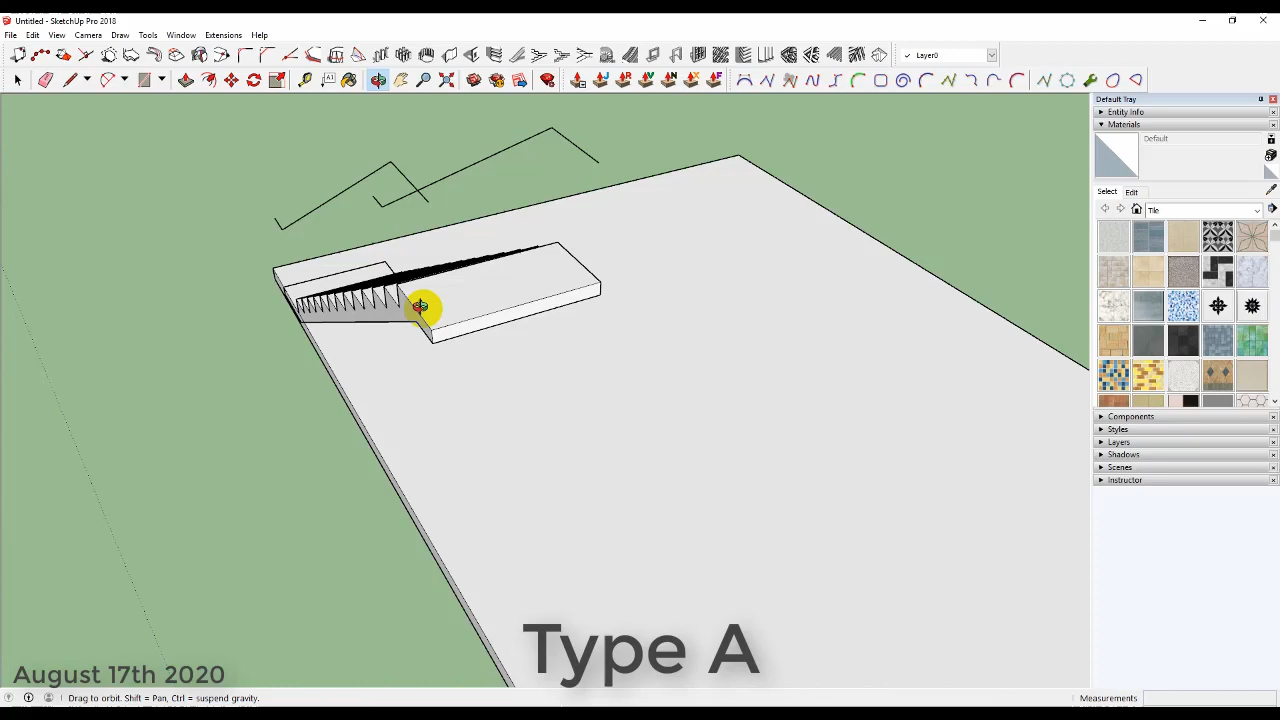 Untitled - SketchUp Pro 2018
File Edit View Camera Draw Tools Window Extensions Help
Layer0
Default Tray
Entity Info
Materials
Default
Select Edit
Tile
Components
Styles
Layers
Shadows
Scenes
Instructor
Type A
August 17th 2020
Drag to orbit. Shift = Pan, Ctrl = suspend gravity.
Measurements